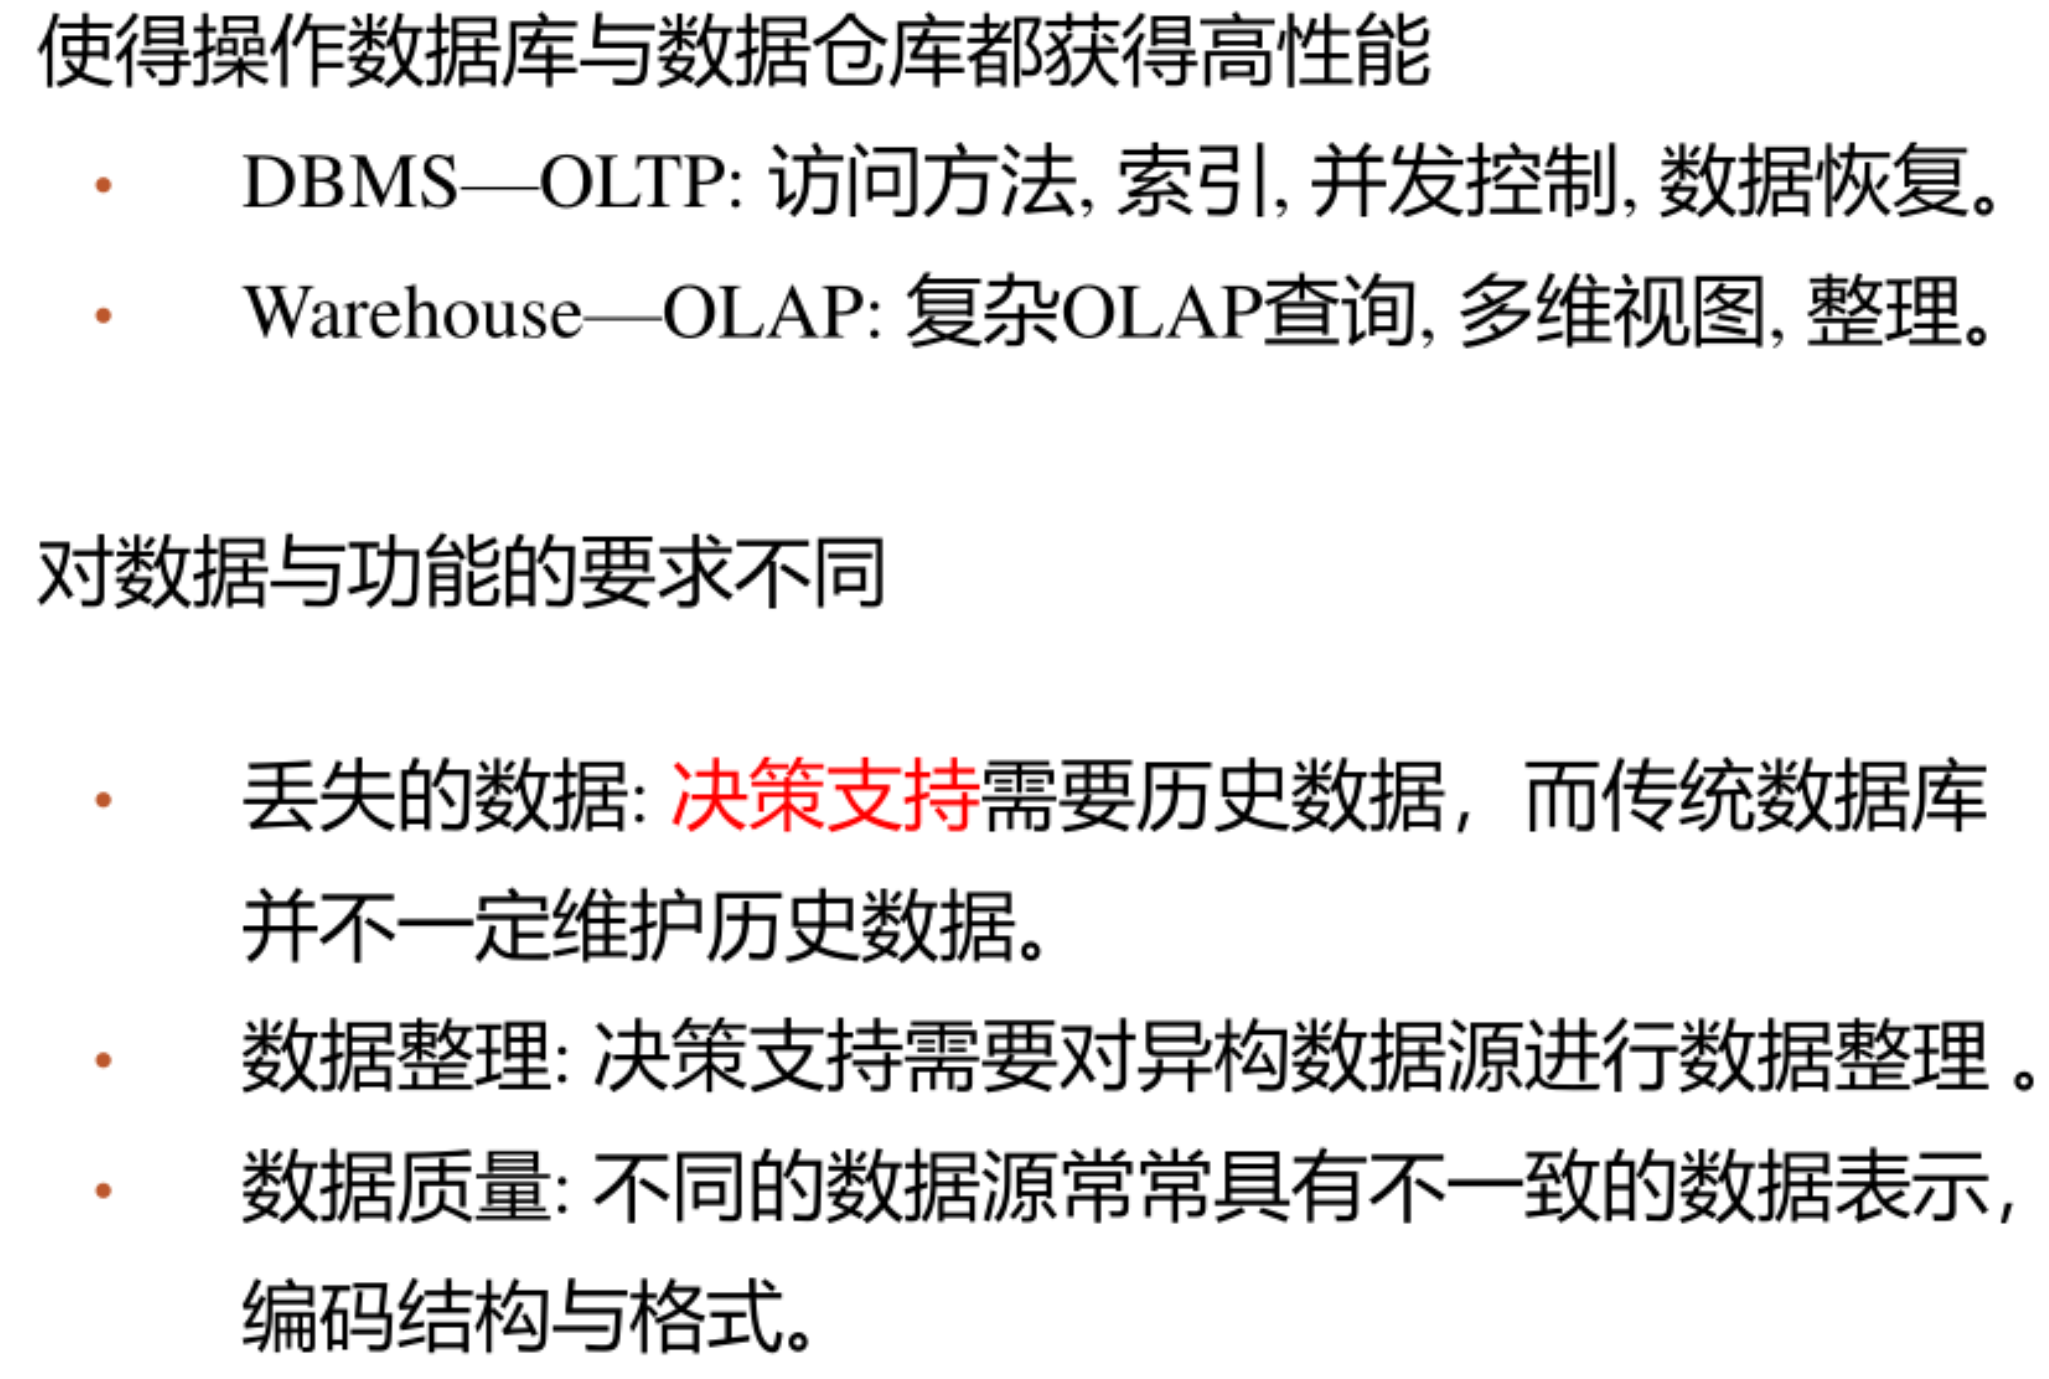 使得操作数据库与数据仓库都获得高性能
• DBMS—OLTP: 访问方法, 索引, 并发控制, 数据恢复。
• Warehouse—OLAP: 复杂OLAP查询, 多维视图, 整理。
对数据与功能的要求不同
• 丢失的数据: 决策支持需要历史数据，而传统数据库
并不一定维护历史数据。
• 数据整理: 决策支持需要对异构数据源进行数据整理 。
• 数据质量: 不同的数据源常常具有不一致的数据表示，
编码结构与格式。